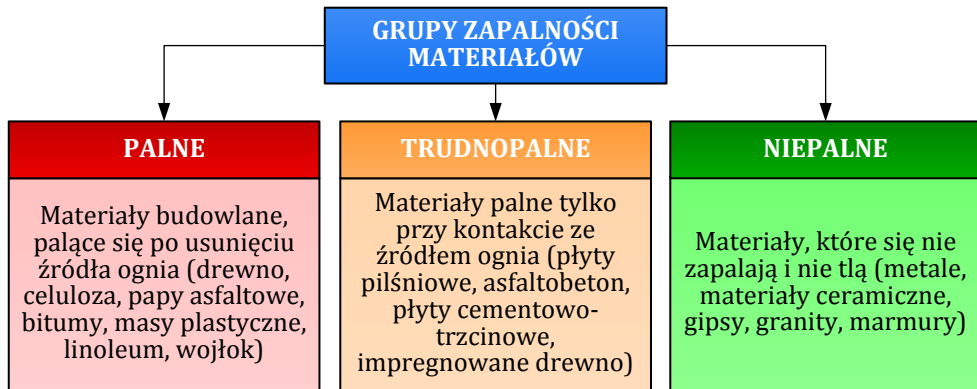 GRUPY ZAPALNOŚCI
MATERIAŁÓW
PALNE
Materiały budowlane,
palące się po usunięciu
źródła ognia (drewno,
celuloza, papy asfaltowe,
bitumy, masy plastyczne,
linoleum, wojłok)
TRUDNOPALNE
Materiały palne tylko
przy kontakcie ze
źródłem ognia (płyty
pilśniowe, asfaltobeton,
płyty cementowo-
trzcinowe,
impregnowane drewno)
NIEPALNE
Materiały, które się nie
zapalają i nie tlą (metale,
materiały ceramiczne,
gipsy, granity, marmury)